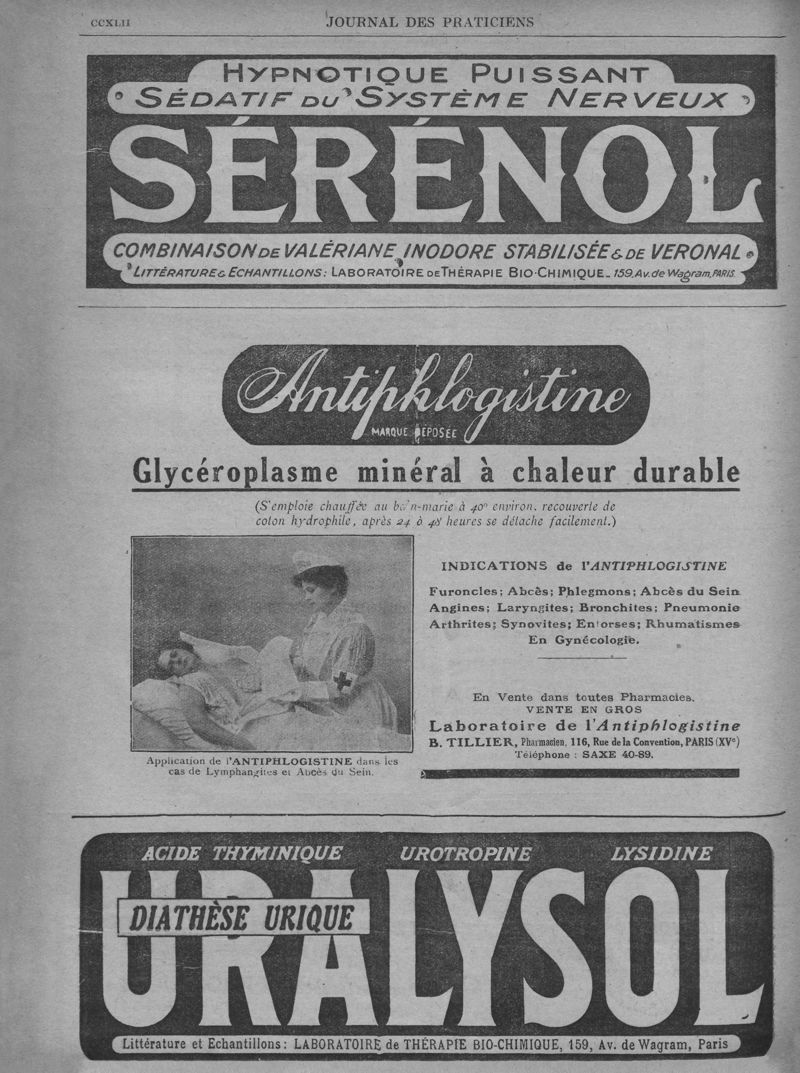 CCXLII
JOURNAL DES PRATICIENS
HYPNOTIQUE PUISSANT
SÉDATIF DU SYSTÈME NERVEUX
SÉRÉNOL
COMBINAISON DE VALÉRIANE INODORE STABILISÉE & DE VERONAL
LITTÉRATURE & ECHANTILLONS: LABORATOIRE DE THÉRAPIE BIO-CHIMIQUE_ 159, Av. de Wagram, PARIS
Antiphlogistine
MARQUE DEPOSÉE
Glycéroplasme minéral à chaleur durable
(S'emploie chauffée au bain-marie à 40º environ, recouverte de
coton hydrophile, après 24 à 48 heures se détache facilement.)
INDICATIONS de l'ANTIPHLOGISTINE
Furoncles; Abcès; Phlegmons; Abcès du Sein
Angines; Laryngites; Bronchites; Pneumonie
Arthrites; Synovites; Entorses; Rhumatismes
En Gynécologie.
En Vente dans toutes Pharmacies.
VENTE EN GROS
Laboratoire de l'Antiphlogistine
B. TILLIER, Pharmacien, 116, Rue de la Convention, PARIS (XVe)
Téléphone : SAXE 40-89.
Application de l'ANTIPHLOGISTINE dans les
cas de Lymphangites et Abcès du Sein.
ACIDE THYMINIQUE UROTROPINE LYSIDINE
URALYSOL
DIATHÈSE URIQUE
Littérature et Echantillons: LABORATOIRE de THÉRAPIE BIO-CHIMIQUE, 159, Av. de Wagram, Paris